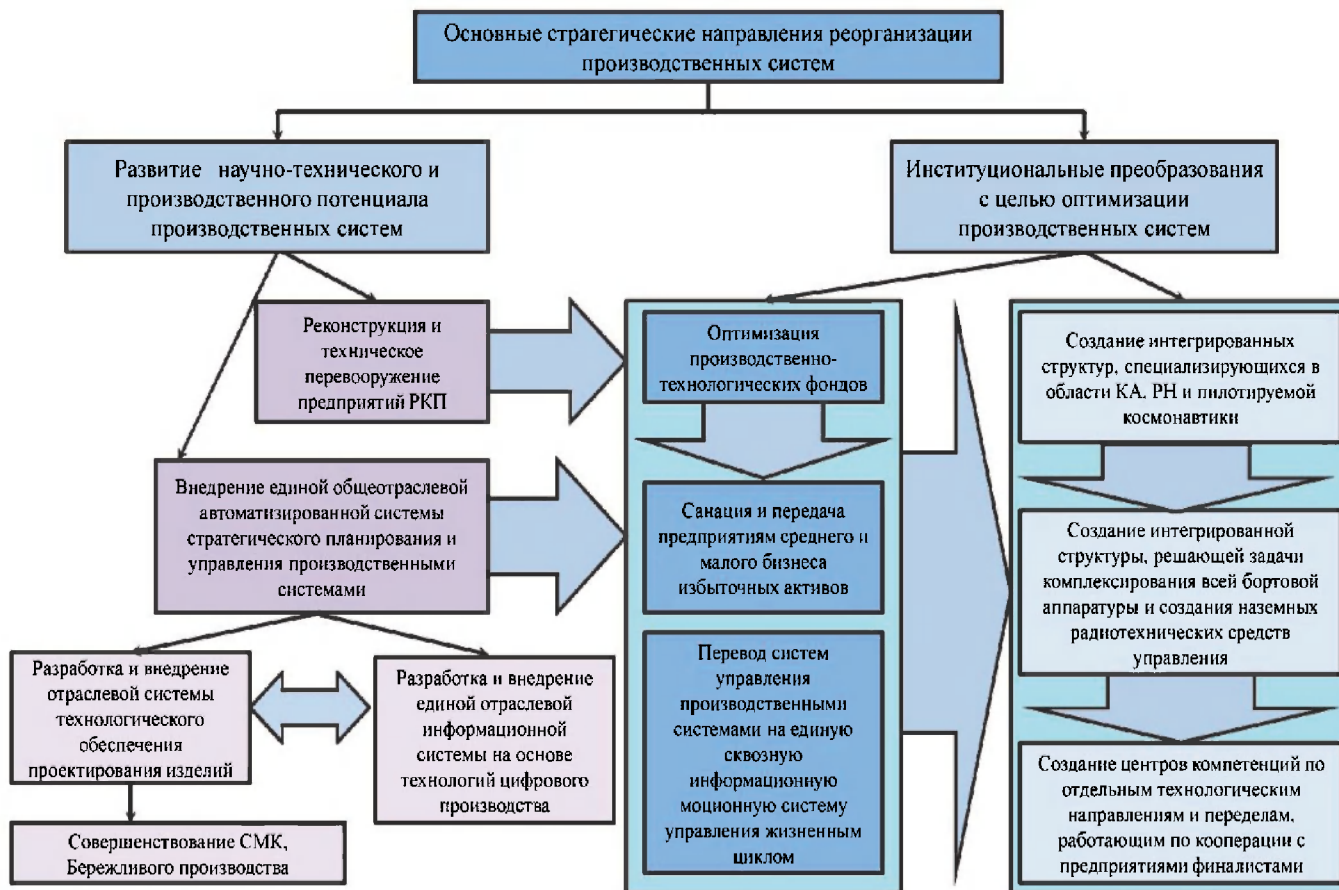 Основные стратегические направления реорганизации
производственных систем
Развитие научно-технического и
производственного потенциала
производственных систем
Институциональные преобразования
с целью оптимизации
производственных систем
Реконструкция и
техническое
перевооружение
предприятий РКП
Внедрение единой общеотраслевой
автоматизированной системы
стратегического планирования и
управления производственными
системами
Разработка и внедрение
отраслевой системы
технологического
обеспечения
проектирования изделий
Разработка и внедрение
единой отраслевой
информационной
системы на основе
технологий цифрового
производства
Совершенствование СМК,
Бережливого производства
Оптимизация
производственно-
технологических фондов
Санация и передача
предприятиям среднего и
малого бизнеса
избыточных активов
Перевод систем
управления
производственными
системами на единую
сквозную
информационную
моционную систему
управления жизненным
циклом
Создание интегрированных
структур, специализирующихся в
области КА, РН и пилотируемой
космонавтики
Создание интегрированной
структуры, решающей задачи
комплексирования всей бортовой
аппаратуры и создания наземных
радиотехнических средств
управления
Создание центров компетенций по
отдельным технологическим
направлениям и переделам,
работающим по кооперации с
предприятиями финалистами